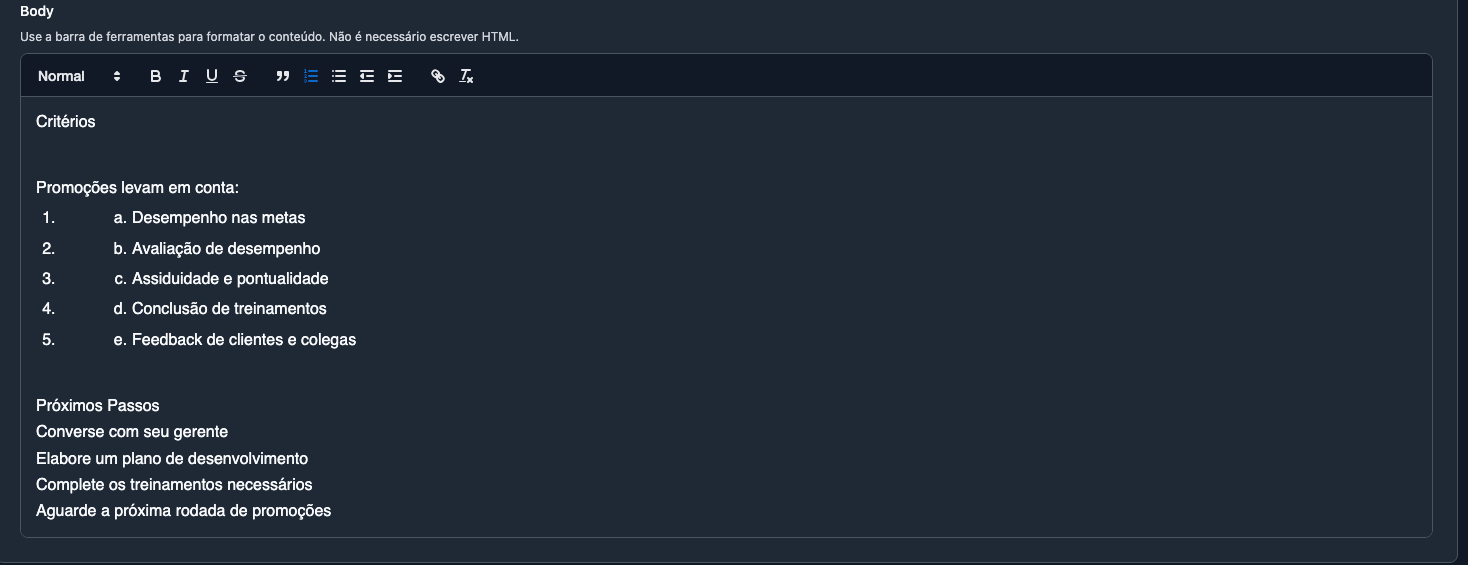 Body
Use a barra de ferramentas para formatar o conteúdo. Não é necessário escrever HTML.
Normal B I U S
Critérios
Promoções levam em conta:
1. a. Desempenho nas metas
2. b. Avaliação de desempenho
3. c. Assiduidade e pontualidade
4. d. Conclusão de treinamentos
5. e. Feedback de clientes e colegas
Próximos Passos
Converse com seu gerente
Elabore um plano de desenvolvimento
Complete os treinamentos necessários
Aguarde a próxima rodada de promoções